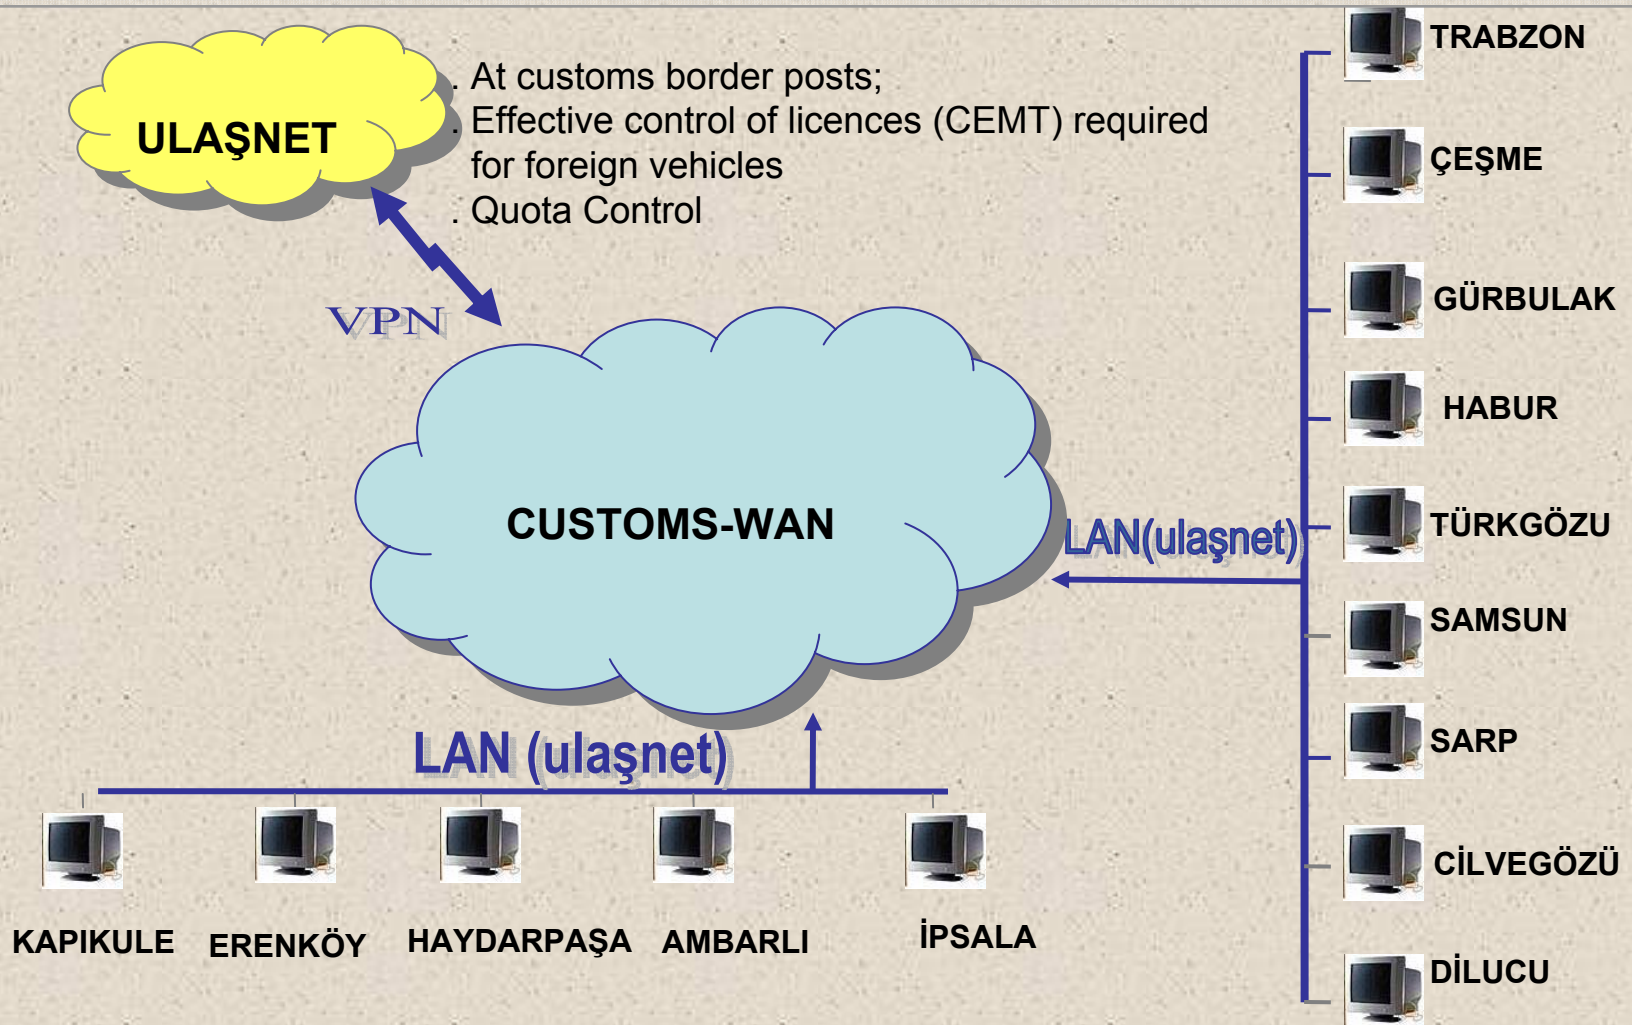 ULAŞNET
. At customs border posts;
. Effective control of licences (CEMT) required
for foreign vehicles
. Quota Control
VPN
CUSTOMS-WAN
LAN(ulaşnet)
TRABZON
ÇEŞME
GÜRBULAK
HABUR
TÜRKGÖZU
SAMSUN
SARP
CİLVEGÖZÜ
DİLUCU
LAN (ulaşnet)
KAPIKULE
ERENKÖY
HAYDARPAŞA
AMBARLI
İPSALA